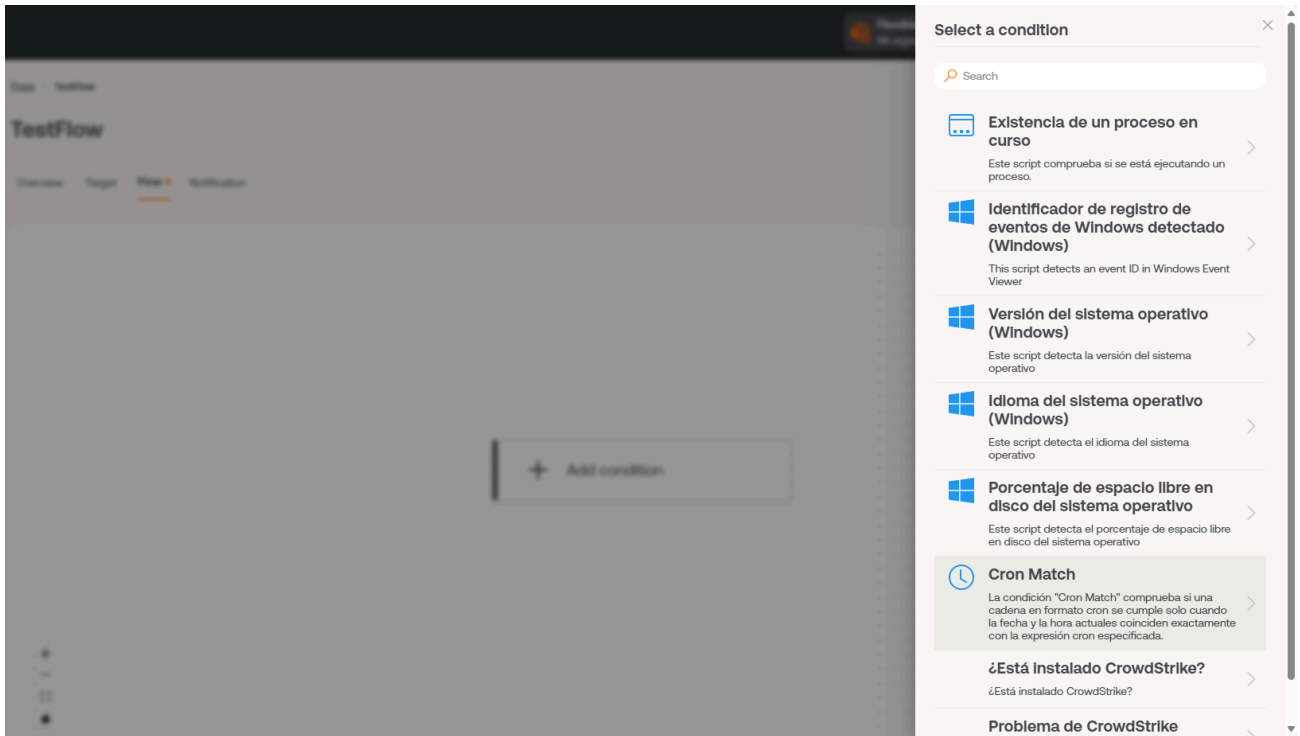 Select a condition
Search
TestFlow
TestFlow
Overview Target Flow Notification
Add condition
Existencia de un proceso en
curso
Este script comprueba si se está ejecutando un
proceso.
Identificador de registro de
eventos de Windows detectado
(Windows)
This script detects an event ID in Windows Event
Viewer
Versión del sistema operativo
(Windows)
Este script detecta la versión del sistema
operativo
Idioma del sistema operativo
(Windows)
Este script detecta el idioma del sistema
operativo
Porcentaje de espacio libre en
disco del sistema operativo
Este script detecta el porcentaje de espacio libre
en disco del sistema operativo
Cron Match
La condición "Cron Match" comprueba si una
cadena en formato cron se cumple solo cuando
la fecha y la hora actuales coinciden exactamente
con la expresión cron especificada.
¿Está instalado CrowdStrike?
¿Está instalado CrowdStrike?
Problema de CrowdStrike